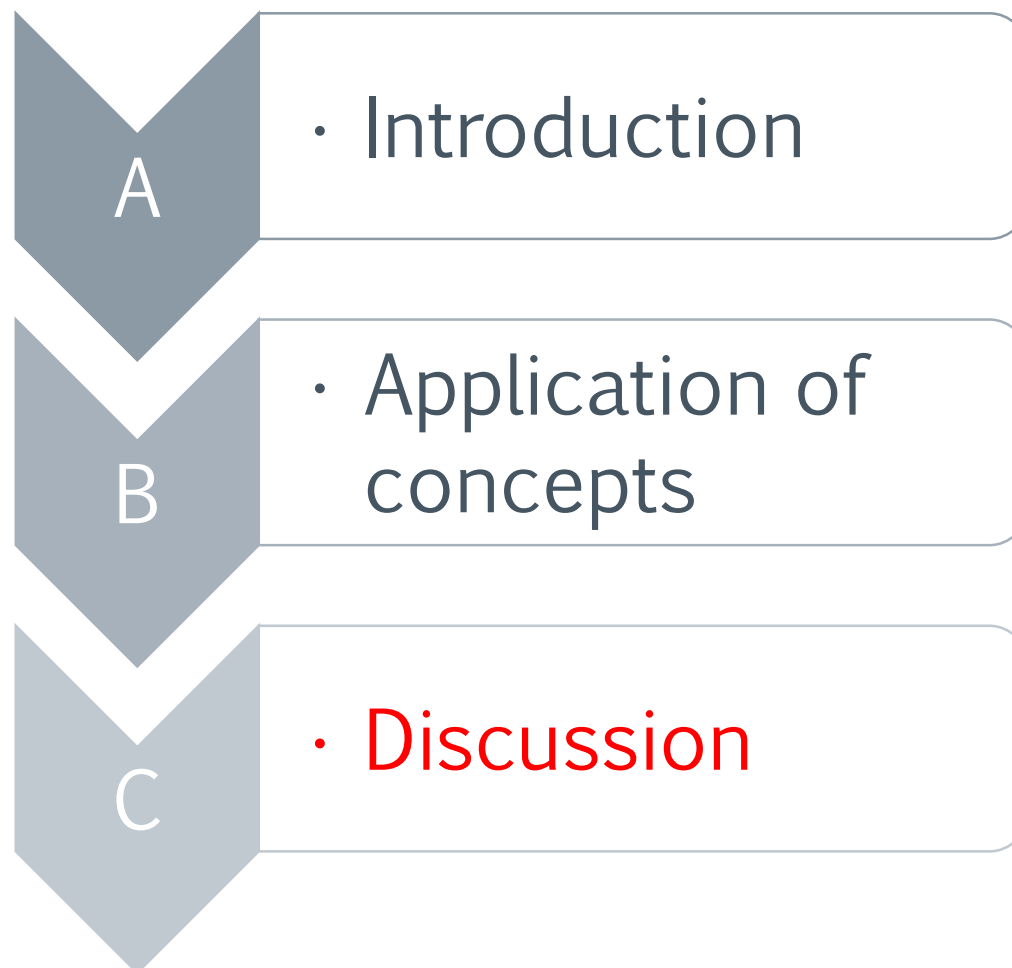 A
· Introduction
B
· Application of
concepts
C
· Discussion